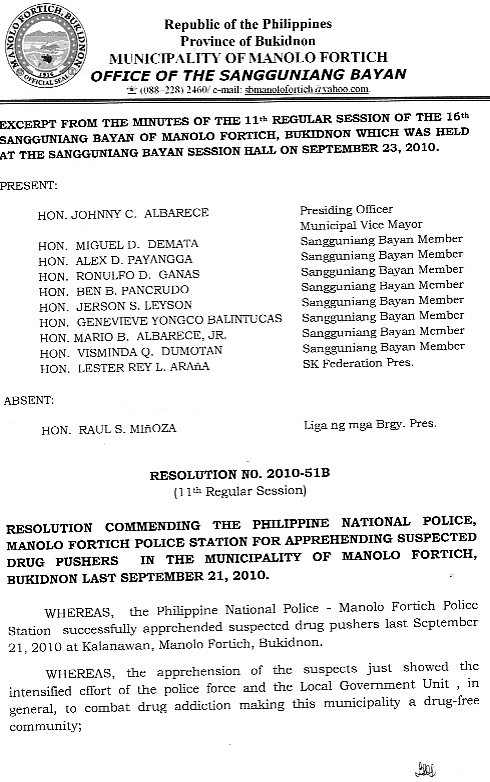 MANOLO FORTICH, BUKIDNON
1916
OFFICIAL SEAL
Republic of the Philippines
Province of Bukidnon
MUNICIPALITY OF MANOLO FORTICH
OFFICE OF THE SANGGUNIANG BAYAN
☏ (088-228) 2460/ e-mail: sbmanolofortich@yahoo.com.
EXCERPT FROM THE MINUTES OF THE 11th REGULAR SESSION OF THE 16th
SANGGUNIANG BAYAN OF MANOLO FORTICH, BUKIDNON WHICH WAS HELD
AT THE SANGGUNIANG BAYAN SESSION HALL ON SEPTEMBER 23, 2010.
PRESENT:
HON. JOHNNY C. ALBARECE Presiding Officer
Municipal Vice Mayor
HON. MIGUEL D. DEMATA Sangguniang Bayan Member
HON. ALEX D. PAYANGGA Sangguniang Bayan Member
HON. RONULFO D. GANAS Sangguniang Bayan Member
HON. BEN B. PANCRUDO Sangguniang Bayan Member
HON. JERSON S. LEYSON Sangguniang Bayan Member
HON. GENEVIEVE YONGCO BALINTUCAS Sangguniang Bayan Member
HON. MARIO B. ALBARECE, JR. Sangguniang Bayan Member
HON. VISMINDA Q. DUMOTAN Sangguniang Bayan Member
HON. LESTER REY L. ARAñA SK Federation Pres.
ABSENT:
HON. RAUL S. MIñOZA Liga ng mga Brgy. Pres.
RESOLUTION NO. 2010-51B
(11th Regular Session)
RESOLUTION COMMENDING THE PHILIPPINE NATIONAL POLICE,
MANOLO FORTICH POLICE STATION FOR APPREHENDING SUSPECTED
DRUG PUSHERS IN THE MUNICIPALITY OF MANOLO FORTICH,
BUKIDNON LAST SEPTEMBER 21, 2010.
WHEREAS, the Philippine National Police - Manolo Fortich Police
Station successfully apprehended suspected drug pushers last September
21, 2010 at Kalanawan, Manolo Fortich, Bukidnon.
WHEREAS, the apprehension of the suspects just showed the
intensified effort of the police force and the Local Government Unit , in
general, to combat drug addiction making this municipality a drug-free
community;